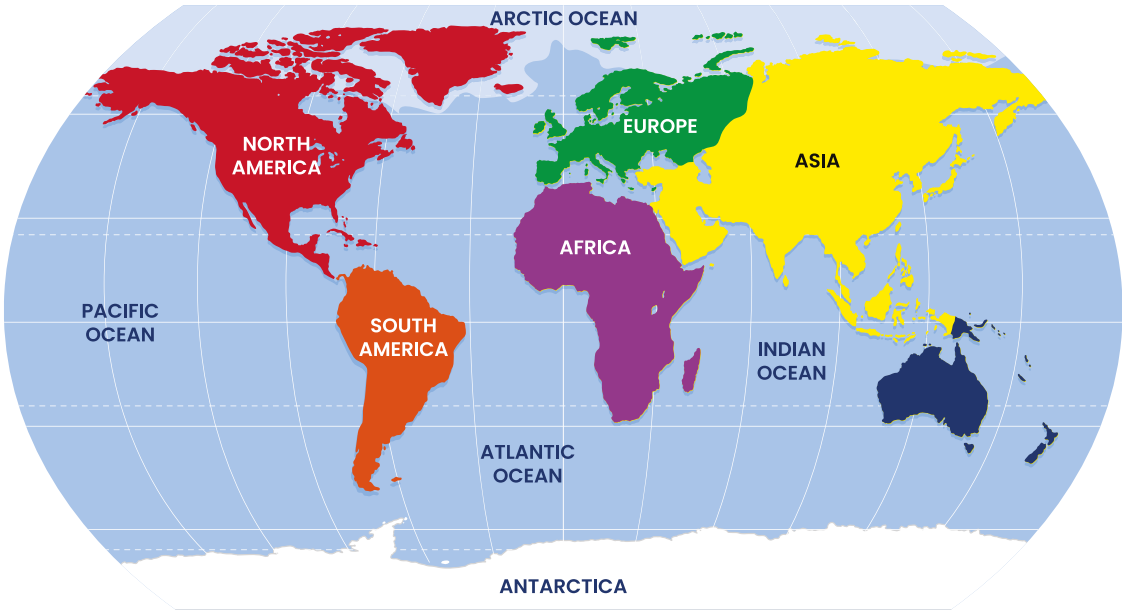 ARCTIC OCEAN
NORTH
AMERICA
EUROPE
ASIA
AFRICA
PACIFIC
OCEAN
SOUTH
AMERICA
INDIAN
OCEAN
ATLANTIC
OCEAN
ANTARCTICA